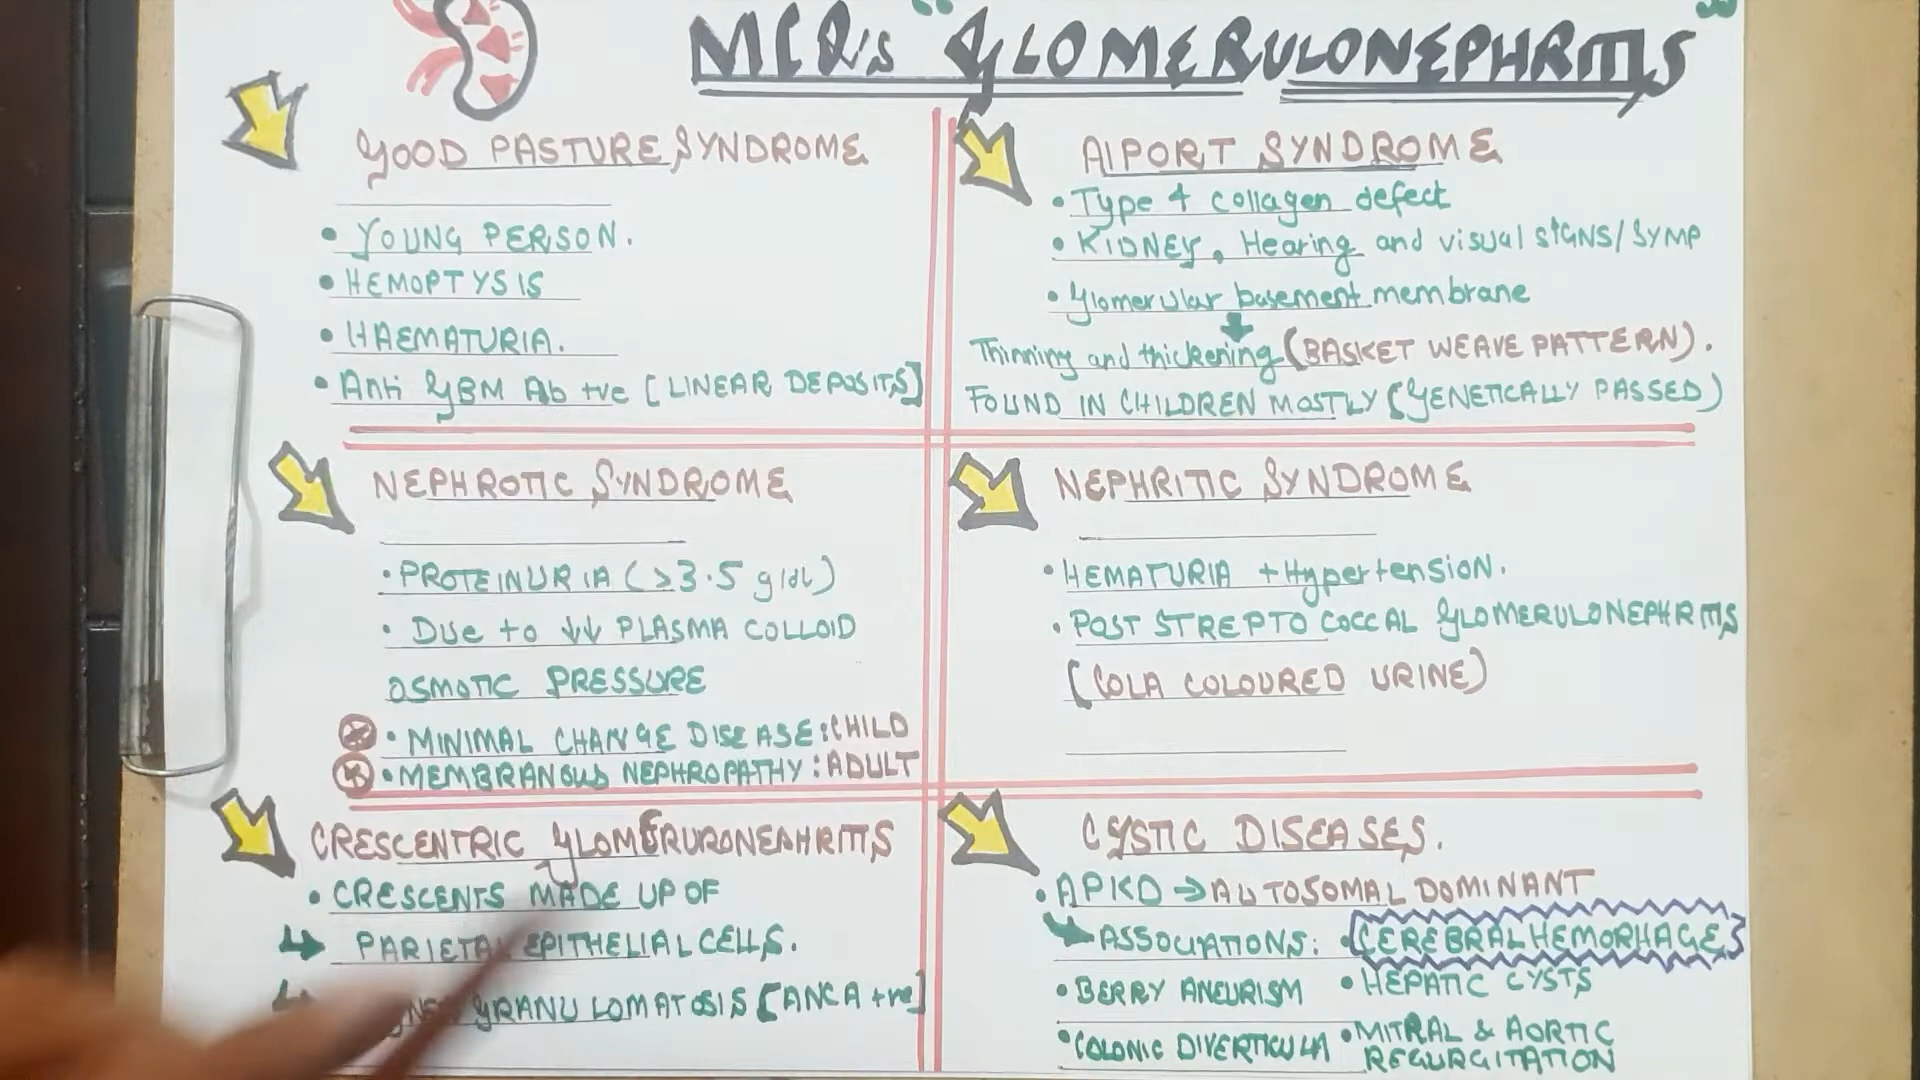 MCQ's "GLOMERULONEPHRITIS"
GOOD PASTURE SYNDROME
• YOUNG PERSON.
• HEMOPTYSIS
• HAEMATURIA.
• Anti GBM Ab +ve [LINEAR DEPOSITS]
AlPORT SYNDROME
• Type 4 collagen defect
• KIDNEY, Hearing and visual SIGNS/SYMP
• Glomerular basement membrane
Thinning and thickening (BASKET WEAVE PATTERN).
FOUND IN CHILDREN MOSTLY (GENETICALLY PASSED)
NEPHROTIC SYNDROME
• PROTEINURIA (≥3.5 g/dL)
• Due to ↓↓ PLASMA COLLOID
OSMOTIC PRESSURE
• MINIMAL CHANGE DISEASE: CHILD
• MEMBRANOUS NEPHROPATHY: ADULT
NEPHRITIC SYNDROME
• HEMATURIA + Hypertension.
• POST STREPTO COCCAL GLOMERULONEPHRITIS
(COLA COLOURED URINE)
CRESCENTRIC GLOMERURONEAHRITIS
• CRESCENTS MADE UP OF
↳ PARIETAL EPITHELIAL CELLS.
GRANULOMATOSIS [ANCA +ve]
CYSTIC DISEASES.
• APKD → AUTOSOMAL DOMINANT
↳ ASSOCIATIONS: • CEREBRAL HEMORHAGES
• BERRY ANEURISM • HEPATIC CYSTS
• COLONIC DIVERTICULA • MITRAL & AORTIC
REGURGITATION